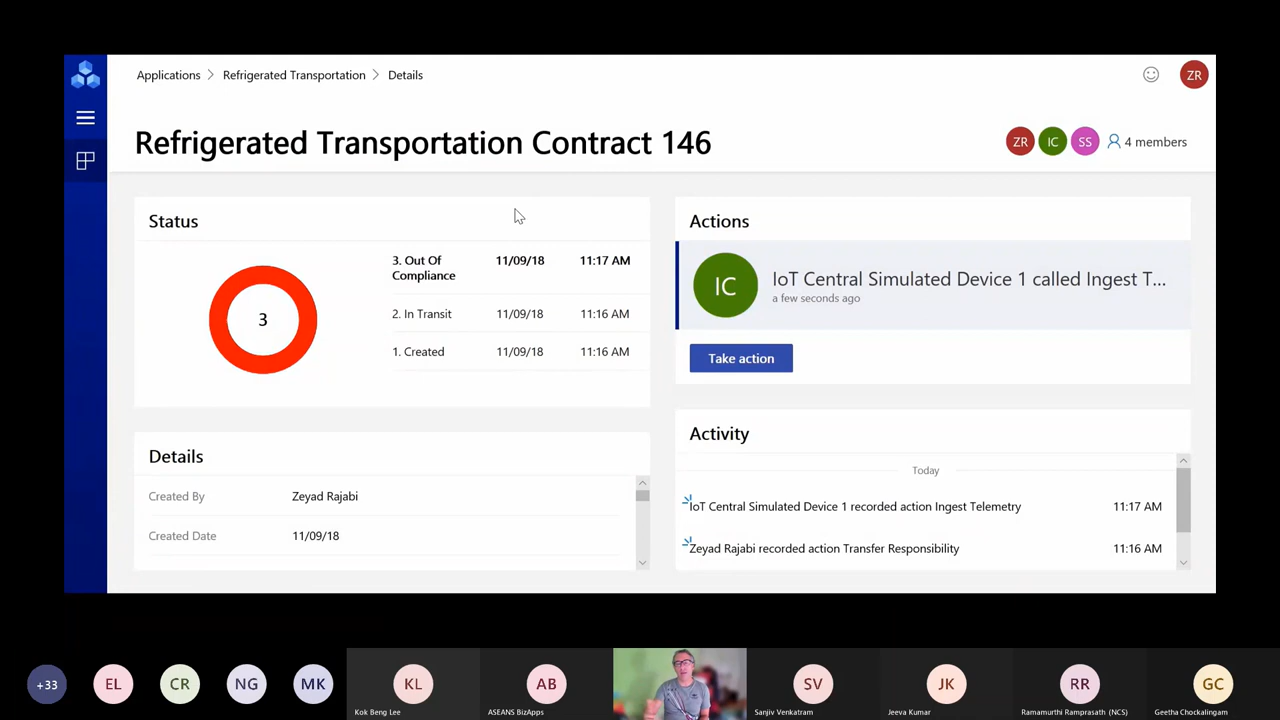 Applications > Refrigerated Transportation > Details
ZR
Refrigerated Transportation Contract 146
ZR IC SS 4 members
Status
3
3. Out Of Compliance 11/09/18 11:17 AM
2. In Transit 11/09/18 11:16 AM
1. Created 11/09/18 11:16 AM
Actions
IC
IoT Central Simulated Device 1 called Ingest T...
a few seconds ago
Take action
Details
Created By Zeyad Rajabi
Created Date 11/09/18
Activity
Today
IoT Central Simulated Device 1 recorded action Ingest Telemetry 11:17 AM
Zeyad Rajabi recorded action Transfer Responsibility 11:16 AM
+33 EL CR NG MK KL AB SV JK RR GC
Kok Beng Lee ASEANS BizApps Sanjiv Venkatram Jeeva Kumar Ramamurthi Ramprasath (NCS) Geetha Chockalingam